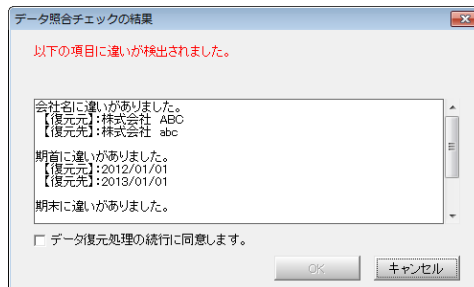 データ照合チェックの結果
以下の項目に違いが検出されました。
会社名に違いがありました。
【復元元】:株式会社 ABC
【復元先】:株式会社 abc
期首に違いがありました。
【復元元】:2012/01/01
【復元先】:2013/01/01
期末に違いがありました。
データ復元処理の続行に同意します。
OK
キャンセル